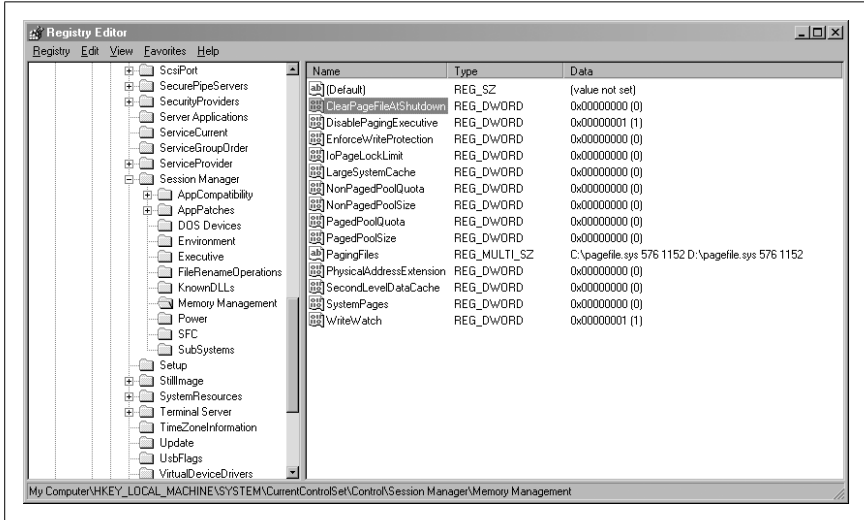 Registry Editor
Registry Edit View Favorites Help
ScsiPort
SecurePipeServers
SecurityProviders
Server Applications
ServiceCurrent
ServiceGroupOrder
ServiceProvider
Session Manager
AppCompatibility
AppPatches
DOS Devices
Environment
Executive
FileRenameOperations
KnownDLLs
Memory Management
Power
SFC
SubSystems
Setup
StillImage
SystemResources
Terminal Server
TimeZoneInformation
Update
UsbFlags
VirtualDeviceDrivers
Name Type Data
(Default) REG_SZ (value not set)
ClearPageFileAtShutdown REG_DWORD 0x00000000 (0)
DisablePagingExecutive REG_DWORD 0x00000001 (1)
EnforceWriteProtection REG_DWORD 0x00000000 (0)
IoPageLockLimit REG_DWORD 0x00000000 (0)
LargeSystemCache REG_DWORD 0x00000000 (0)
NonPagedPoolQuota REG_DWORD 0x00000000 (0)
NonPagedPoolSize REG_DWORD 0x00000000 (0)
PagedPoolQuota REG_DWORD 0x00000000 (0)
PagedPoolSize REG_DWORD 0x00000000 (0)
PagingFiles REG_MULTI_SZ C:\pagefile.sys 576 1152 D:\pagefile.sys 576 1152
PhysicalAddressExtension REG_DWORD 0x00000000 (0)
SecondLevelDataCache REG_DWORD 0x00000000 (0)
SystemPages REG_DWORD 0x00000000 (0)
WriteWatch REG_DWORD 0x00000001 (1)
My Computer\HKEY_LOCAL_MACHINE\SYSTEM\CurrentControlSet\Control\Session Manager\Memory Management